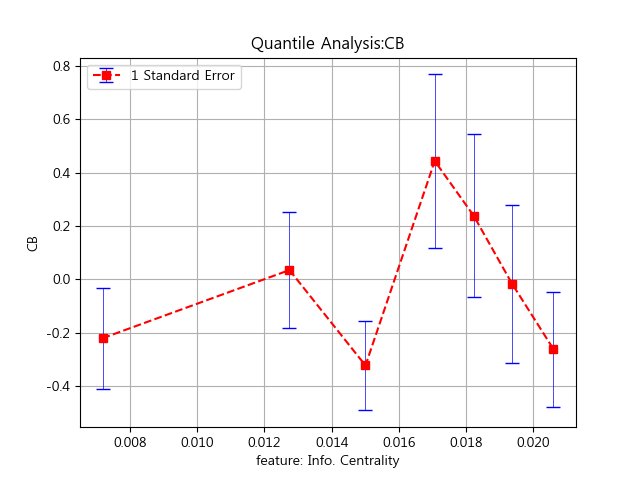 Quantile Analysis:CB
1 Standard Error
0.8
0.6
0.4
0.2
0.0
-0.2
-0.4
CB
0.008 0.010 0.012 0.014 0.016 0.018 0.020
feature: Info. Centrality